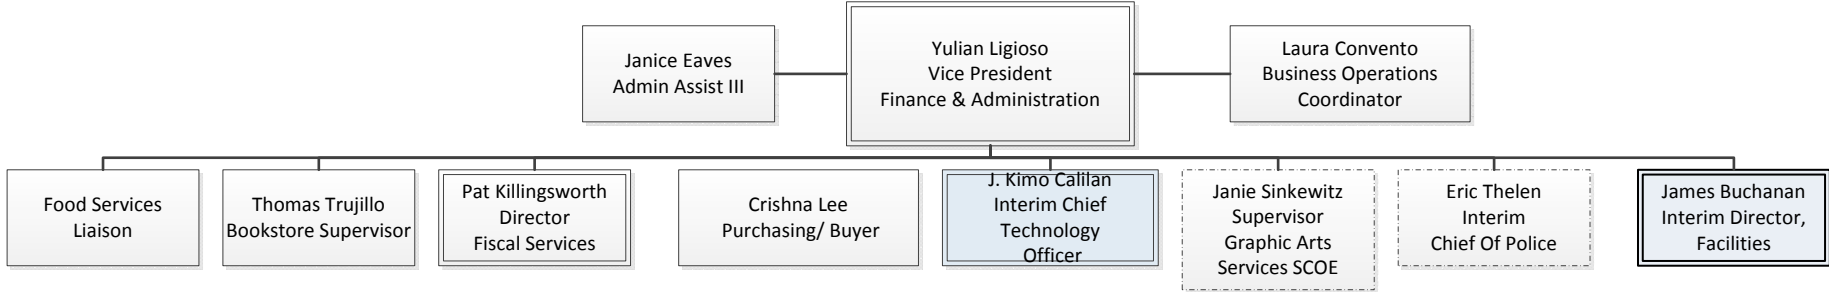 Janice Eaves
Admin Assist III
Yulian Ligioso
Vice President
Finance & Administration
Laura Convento
Business Operations
Coordinator
Food Services
Liaison
Thomas Trujillo
Bookstore Supervisor
Pat Killingsworth
Director
Fiscal Services
Crishna Lee
Purchasing/ Buyer
J. Kimo Calilan
Interim Chief
Technology
Officer
Janie Sinkewitz
Supervisor
Graphic Arts
Services SCOE
Eric Thelen
Interim
Chief Of Police
James Buchanan
Interim Director,
Facilities